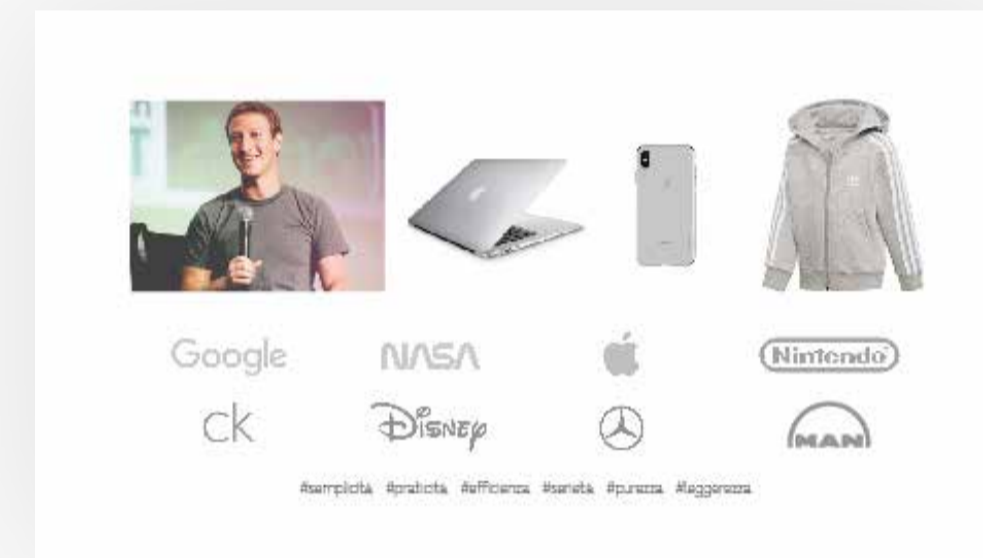 Google NASA Nintendo
ck Disney MAN
#semplicità #praticità #efficienza #serietà #purezza #leggerezza